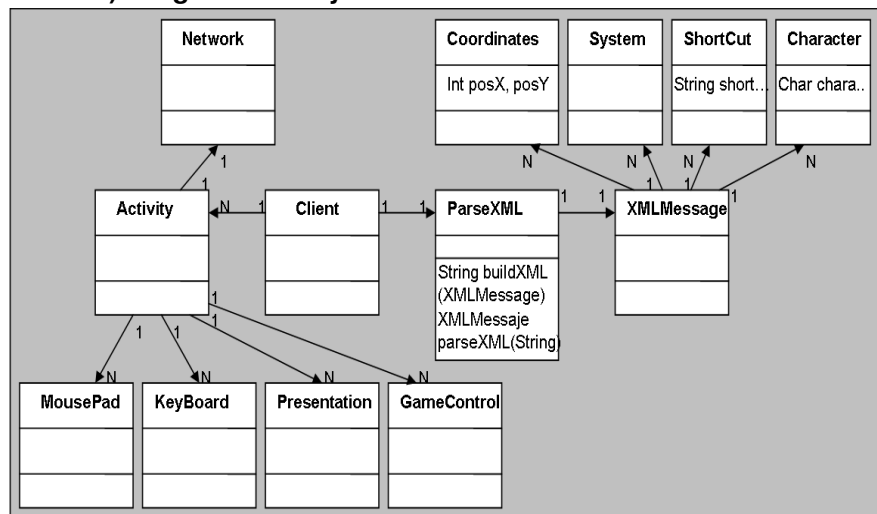 Network
Coordinates
System
ShortCut
Character
Int posX, posY
String short...
Char chara..
1
N
N
N
N
1
1
1
1
1
Activity
N
1
Client
1
1
ParseXML
1
1
XMLMessage
String buildXML
(XMLMessage)
XMLMessaje
parseXML(String)
1
1
1
1
N
N
N
N
MousePad
KeyBoard
Presentation
GameControl